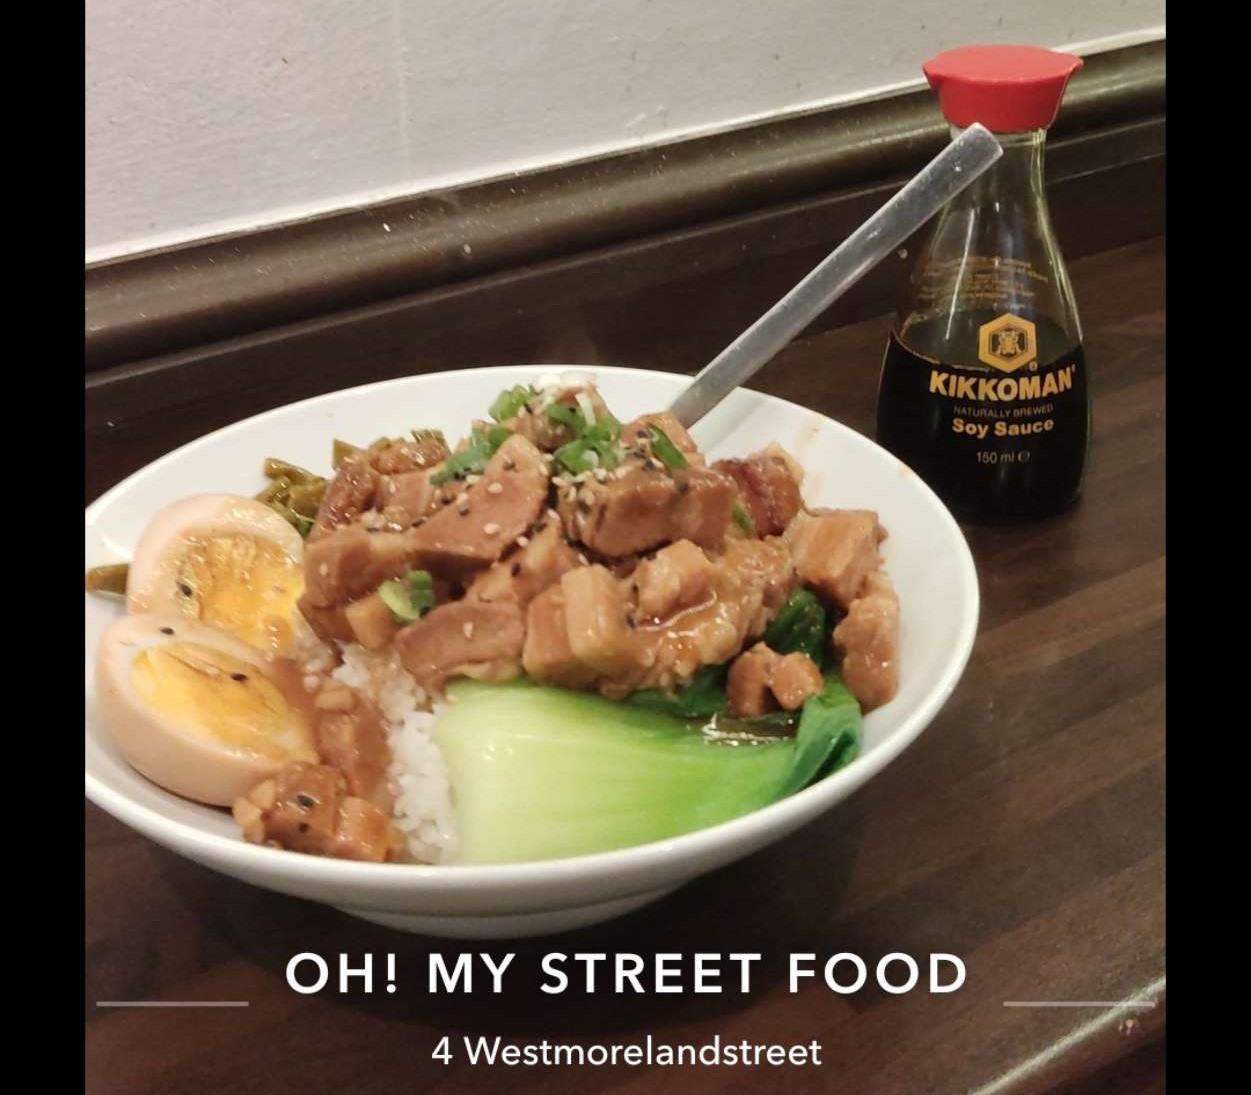 KIKKOMAN
NATURALLY BREWED
Soy Sauce
150 ml ℮
OH! MY STREET FOOD
4 Westmorelandstreet